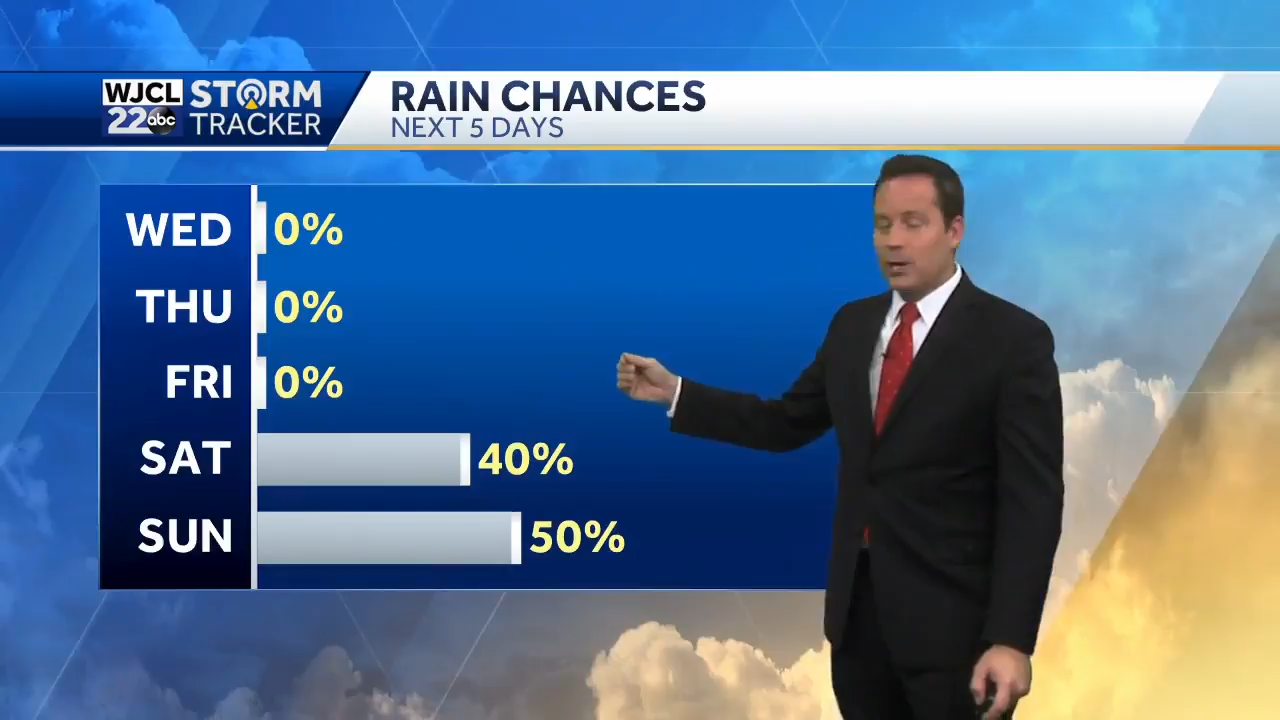 WJCL
22 abc
STORM
TRACKER
RAIN CHANCES
NEXT 5 DAYS
WED 0%
THU 0%
FRI 0%
SAT 40%
SUN 50%